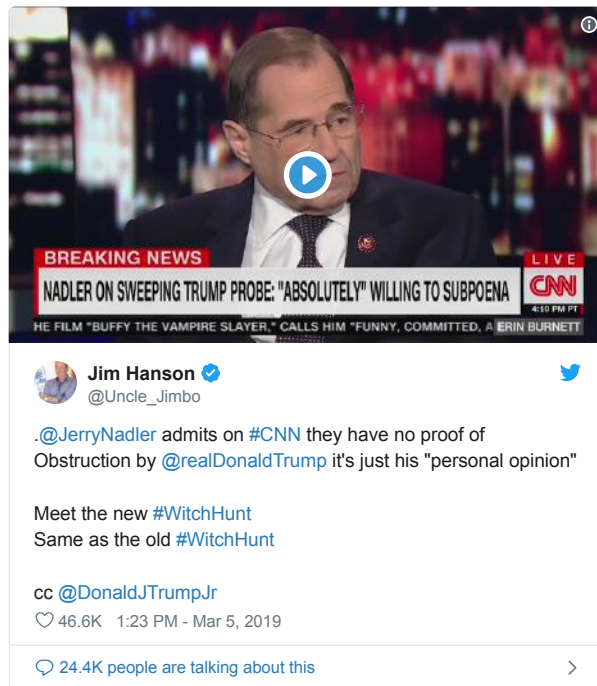 BREAKING NEWS
LIVE
NADLER ON SWEEPING TRUMP PROBE: "ABSOLUTELY" WILLING TO SUBPOENA
CNN
4:10 PM PT
HE FILM "BUFFY THE VAMPIRE SLAYER," CALLS HIM "FUNNY, COMMITTED, A
ERIN BURNETT
Jim Hanson
@Uncle_Jimbo
.@JerryNadler admits on #CNN they have no proof of
Obstruction by @realDonaldTrump it's just his "personal opinion"
Meet the new #WitchHunt
Same as the old #WitchHunt
cc @DonaldJTrumpJr
46.6K 1:23 PM - Mar 5, 2019
24.4K people are talking about this